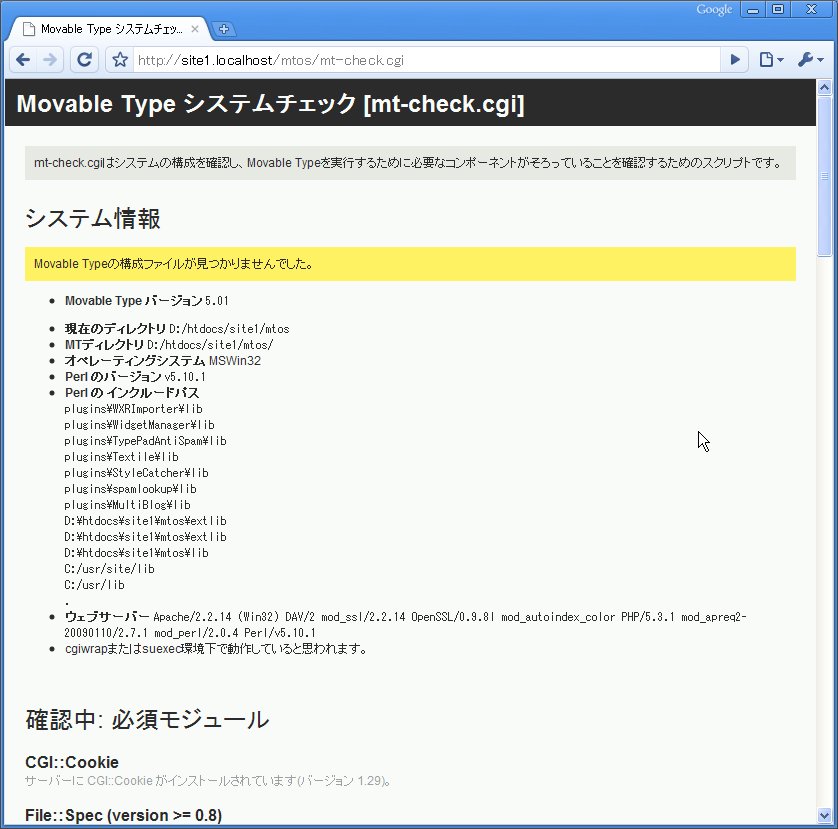 Google
Movable Type システムチェッ...
http://site1.localhost/mtos/mt-check.cgi
Movable Type システムチェック [mt-check.cgi]
mt-check.cgiはシステムの構成を確認し、Movable Typeを実行するために必要なコンポーネントがそろっていることを確認するためのスクリプトです。
システム情報
Movable Typeの構成ファイルが見つかりませんでした。
Movable Type バージョン 5.01
現在のディレクトリ D:/htdocs/site1/mtos
MTディレクトリ D:/htdocs/site1/mtos/
オペレーティングシステム MSWin32
Perl のバージョン v5.10.1
Perl の インクルードパス
plugins¥WXRImporter¥lib
plugins¥WidgetManager¥lib
plugins¥TypePadAntiSpam¥lib
plugins¥Textile¥lib
plugins¥StyleCatcher¥lib
plugins¥spamlookup¥lib
plugins¥MultiBlog¥lib
D:¥htdocs¥site1¥mtos¥extlib
D:¥htdocs¥site1¥mtos¥extlib
D:¥htdocs¥site1¥mtos¥lib
C:/usr/site/lib
C:/usr/lib
.
ウェブサーバー Apache/2.2.14 (Win32) DAV/2 mod_ssl/2.2.14 OpenSSL/0.9.8l mod_autoindex_color PHP/5.3.1 mod_apreq2-
20090110/2.7.1 mod_perl/2.0.4 Perl/v5.10.1
cgiwrapまたはsuexec環境下で動作していると思われます。
確認中: 必須モジュール
CGI::Cookie
サーバーに CGI::Cookie がインストールされています(バージョン 1.29)。
File::Spec (version >= 0.8)